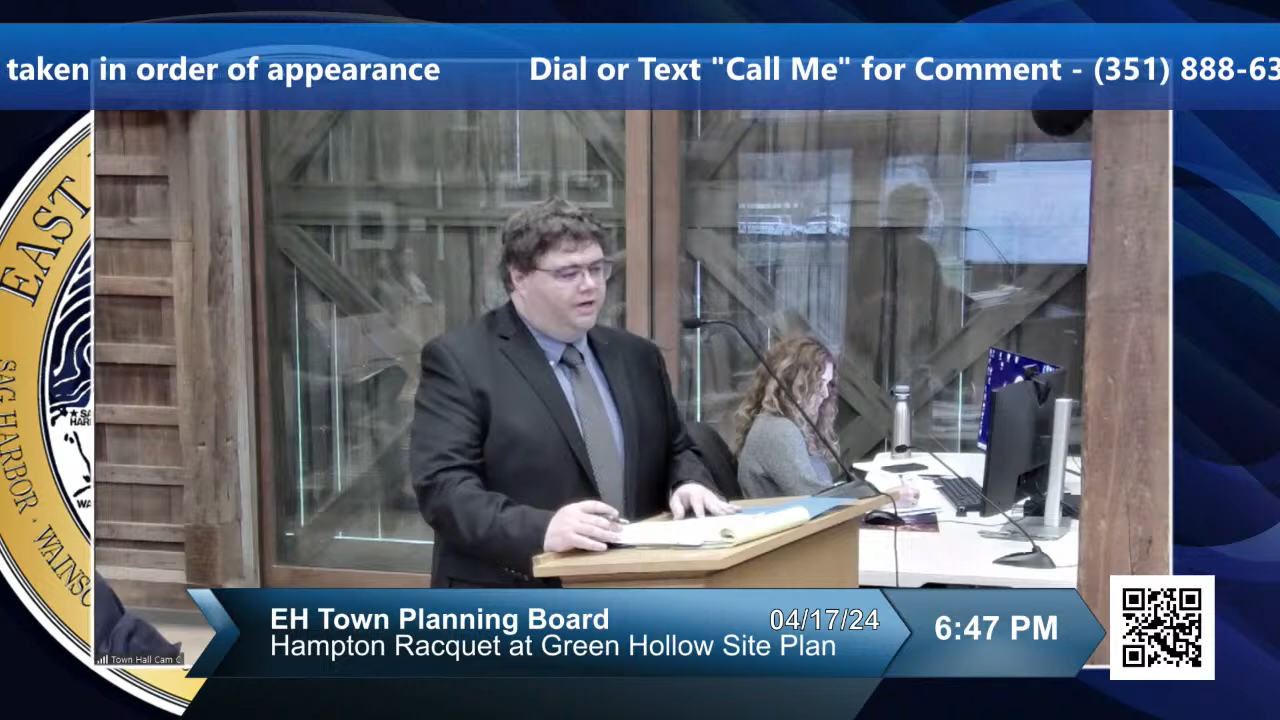 taken in order of appearance Dial or Text "Call Me" for Comment - (351) 888-63
EAST
SAG HARBOR · WAINSC
EH Town Planning Board 04/17/24
Hampton Racquet at Green Hollow Site Plan
6:47 PM
Town Hall Cam C